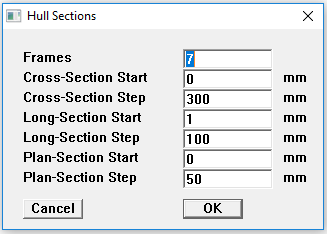 Hull Sections
Frames 7
Cross-Section Start 0 mm
Cross-Section Step 300 mm
Long-Section Start 1 mm
Long-Section Step 100 mm
Plan-Section Start 0 mm
Plan-Section Step 50 mm
Cancel OK